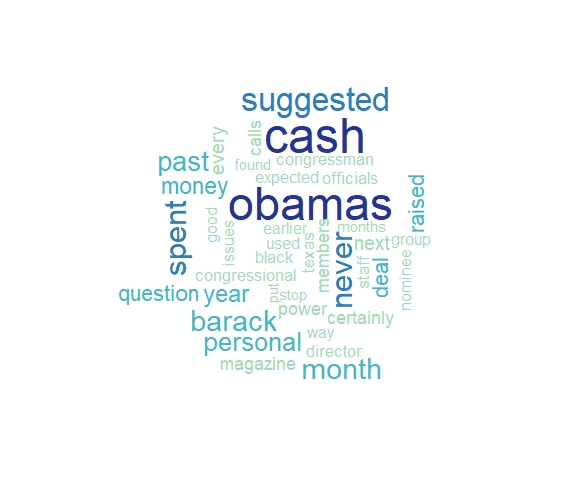 suggested
cash
every
calls
past
found
congressman
money
expected
officials
obamas
raised
spent
good
issues
earlier
months
used
texas
members
never
next
group
black
staff
deal
nominee
congressional
question
year
put
stop
power
certainly
barack
way
personal
director
magazine
month